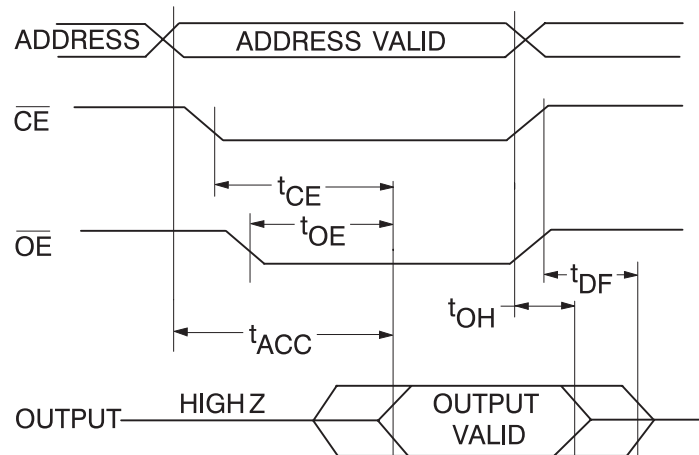 ADDRESS
ADDRESS VALID
CE
tCE
tOE
OE
tDF
tOH
tACC
OUTPUT
HIGH Z
OUTPUT
VALID